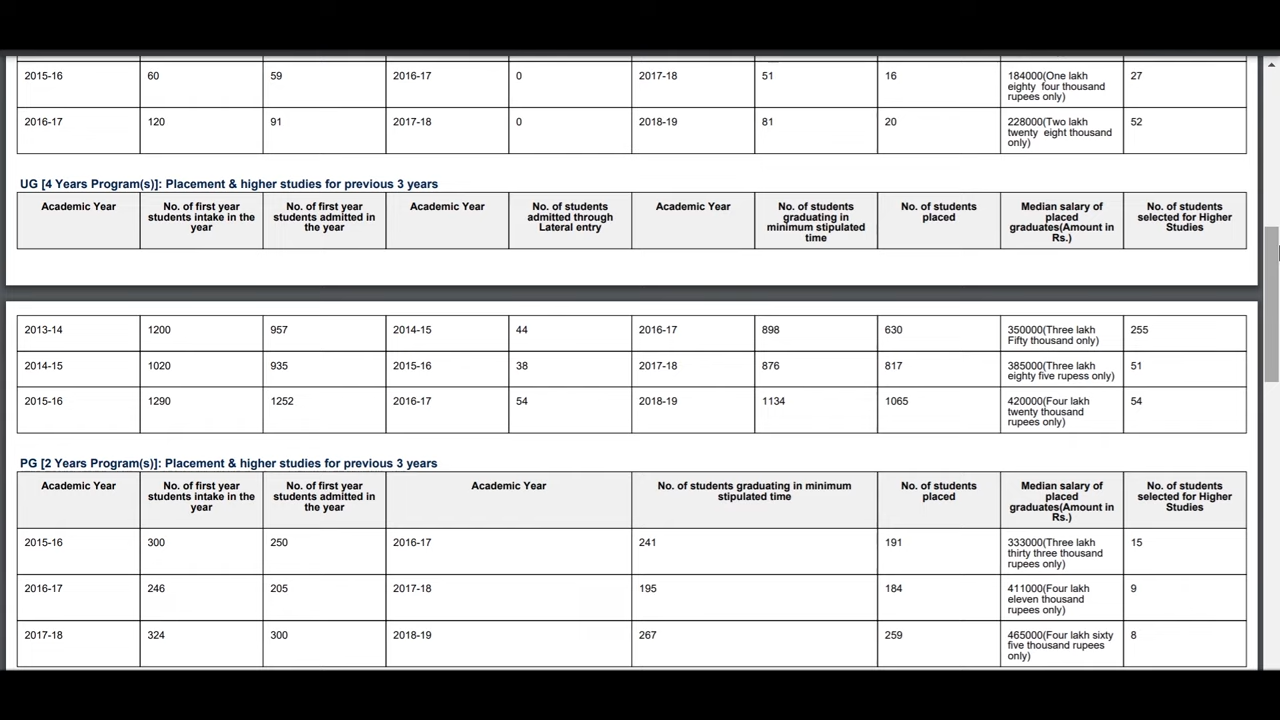 2015-16 60 59 2016-17 0 2017-18 51 16 184000(One lakh 27
eighty four thousand
rupees only)
2016-17 120 91 2017-18 0 2018-19 81 20 228000(Two lakh 52
twenty eight thousand
only)
UG [4 Years Program(s)]: Placement & higher studies for previous 3 years
Academic Year No. of first year No. of first year Academic Year No. of students Academic Year No. of students No. of students Median salary of No. of students
students intake in the students admitted in admitted through graduating in placed placed selected for Higher
year the year Lateral entry minimum stipulated graduates(Amount in Studies
time Rs.)
2013-14 1200 957 2014-15 44 2016-17 898 630 350000(Three lakh 255
Fifty thousand only)
2014-15 1020 935 2015-16 38 2017-18 876 817 385000(Three lakh 51
eighty five rupess only)
2015-16 1290 1252 2016-17 54 2018-19 1134 1065 420000(Four lakh 54
twenty thousand
rupees only)
PG [2 Years Program(s)]: Placement & higher studies for previous 3 years
Academic Year No. of first year No. of first year Academic Year No. of students graduating in minimum No. of students Median salary of No. of students
students intake in the students admitted in stipulated time placed placed selected for Higher
year the year graduates(Amount in Studies
Rs.)
2015-16 300 250 2016-17 241 191 333000(Three lakh 15
thirty three thousand
rupees only)
2016-17 246 205 2017-18 195 184 411000(Four lakh 9
eleven thousand
rupees only)
2017-18 324 300 2018-19 267 259 465000(Four lakh sixty 8
five thousand rupees
only)